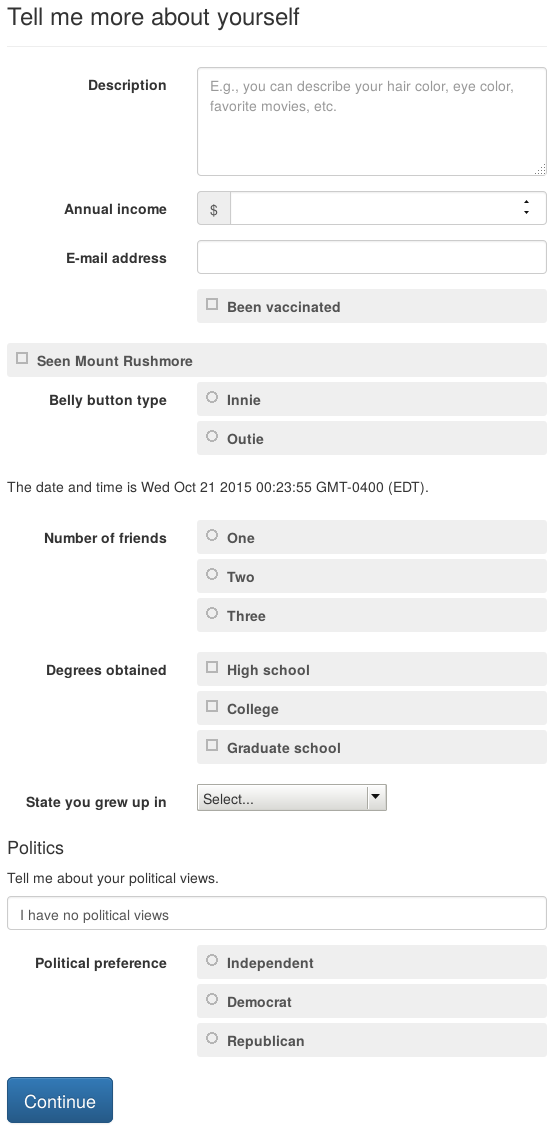 Tell me more about yourself
Description
E.g., you can describe your hair color, eye color,
favorite movies, etc.
Annual income
$
E-mail address
Been vaccinated
Seen Mount Rushmore
Belly button type
Innie
Outie
The date and time is Wed Oct 21 2015 00:23:55 GMT-0400 (EDT).
Number of friends
One
Two
Three
Degrees obtained
High school
College
Graduate school
State you grew up in
Select...
Politics
Tell me about your political views.
I have no political views
Political preference
Independent
Democrat
Republican
Continue